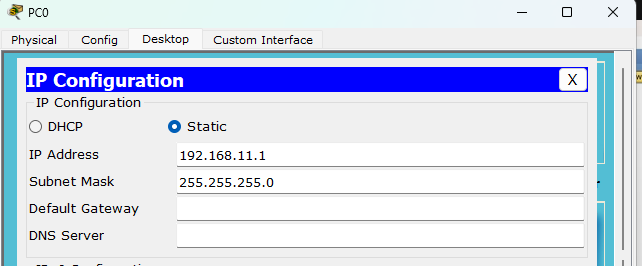 PC0
Physical Config Desktop Custom Interface
IP Configuration X
IP Configuration
DHCP Static
IP Address 192.168.11.1
Subnet Mask 255.255.255.0
Default Gateway
DNS Server